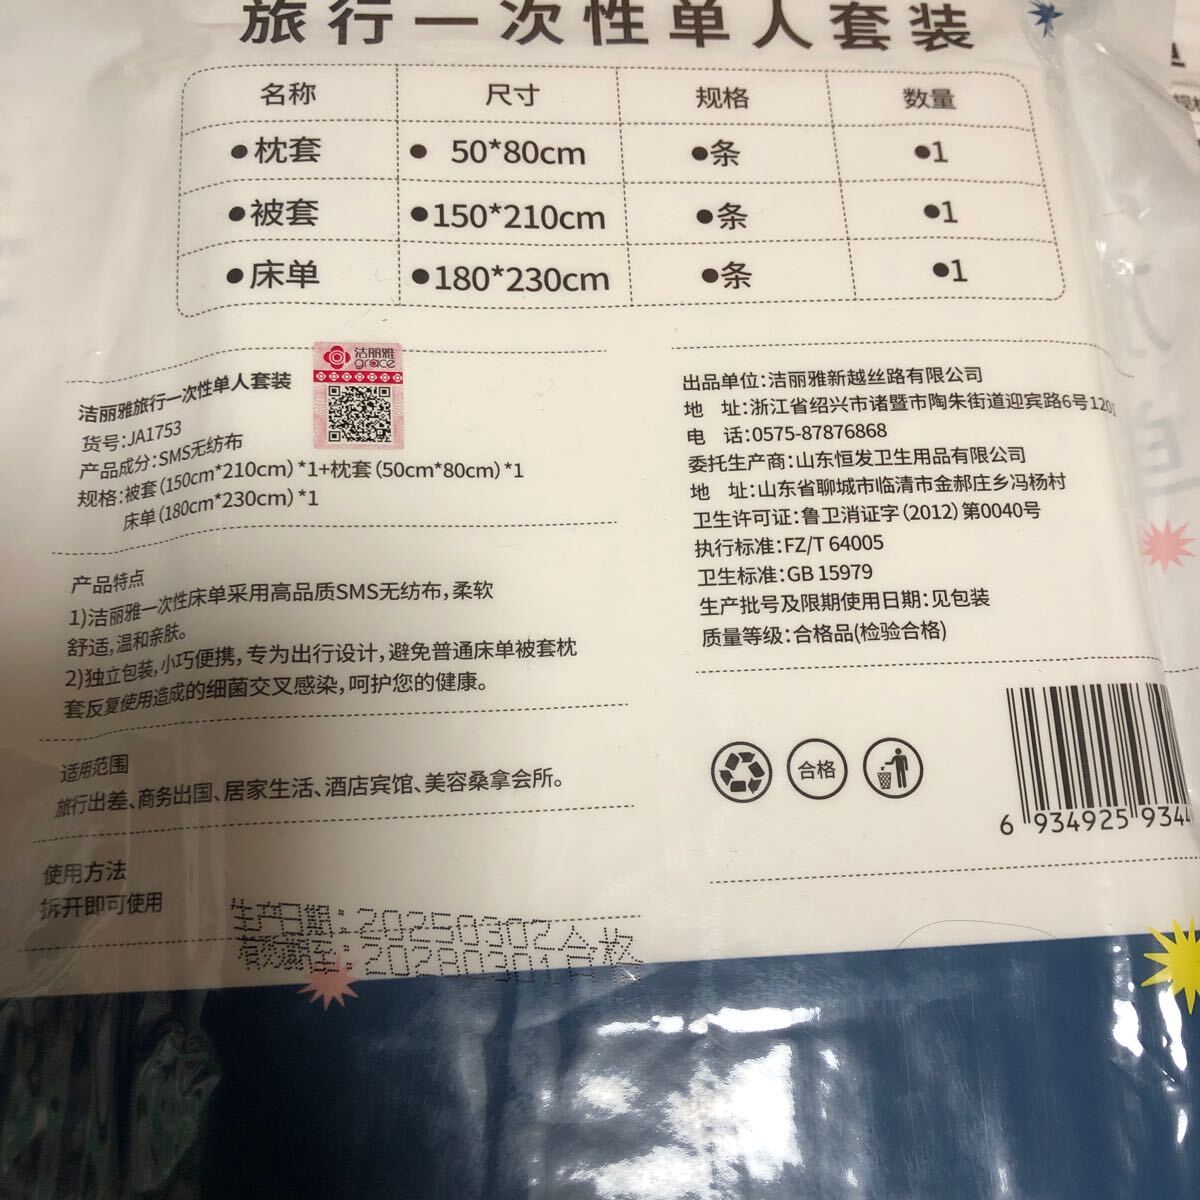 旅行一次性单人套装
名称 尺寸 规格 数量
●枕套 ● 50*80cm ●条 ●1
●被套 ●150*210cm ●条 ●1
●床单 ●180*230cm ●条 ●1
洁丽雅
grace
洁丽雅旅行一次性单人套装
货号:JA1753
产品成分:SMS无纺布
规格:被套(150cm*210cm)*1+枕套(50cm*80cm)*1
床单(180cm*230cm)*1
产品特点
1)洁丽雅一次性床单采用高品质SMS无纺布,柔软
舒适,温和亲肤。
2)独立包装,小巧便携,专为出行设计,避免普通床单被套枕
套反复使用造成的细菌交叉感染,呵护您的健康。
适用范围
旅行出差、商务出国、居家生活、酒店宾馆、美容桑拿会所。
使用方法
拆开即可使用
生产日期:20250302
有效期至:20280301合格
出品单位:洁丽雅新越丝路有限公司
地 址:浙江省绍兴市诸暨市陶朱街道迎宾路6号1201
电 话:0575-87876868
委托生产商:山东恒发卫生用品有限公司
地 址:山东省聊城市临清市金郝庄乡冯杨村
卫生许可证:鲁卫消证字(2012)第0040号
执行标准:FZ/T 64005
卫生标准:GB 15979
生产批号及限期使用日期:见包装
质量等级:合格品(检验合格)
合格
6 934925 9344